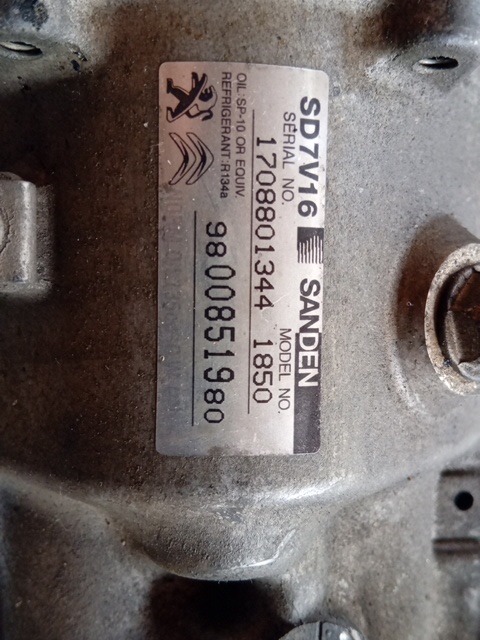 SD7V16 SANDEN
SERIAL NO. MODEL NO.
1708801344 1850
OIL:SP-10 OR EQUIV.
REFRIGERANT:R134a
9800851980